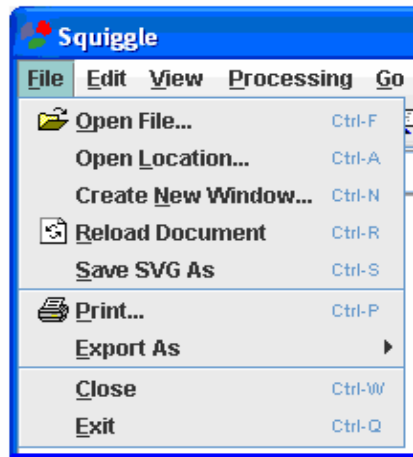 Squiggle
File Edit View Processing Go
Open File... Ctrl-F
Open Location... Ctrl-A
Create New Window... Ctrl-N
Reload Document Ctrl-R
Save SVG As Ctrl-S
Print... Ctrl-P
Export As
Close Ctrl-W
Exit Ctrl-Q